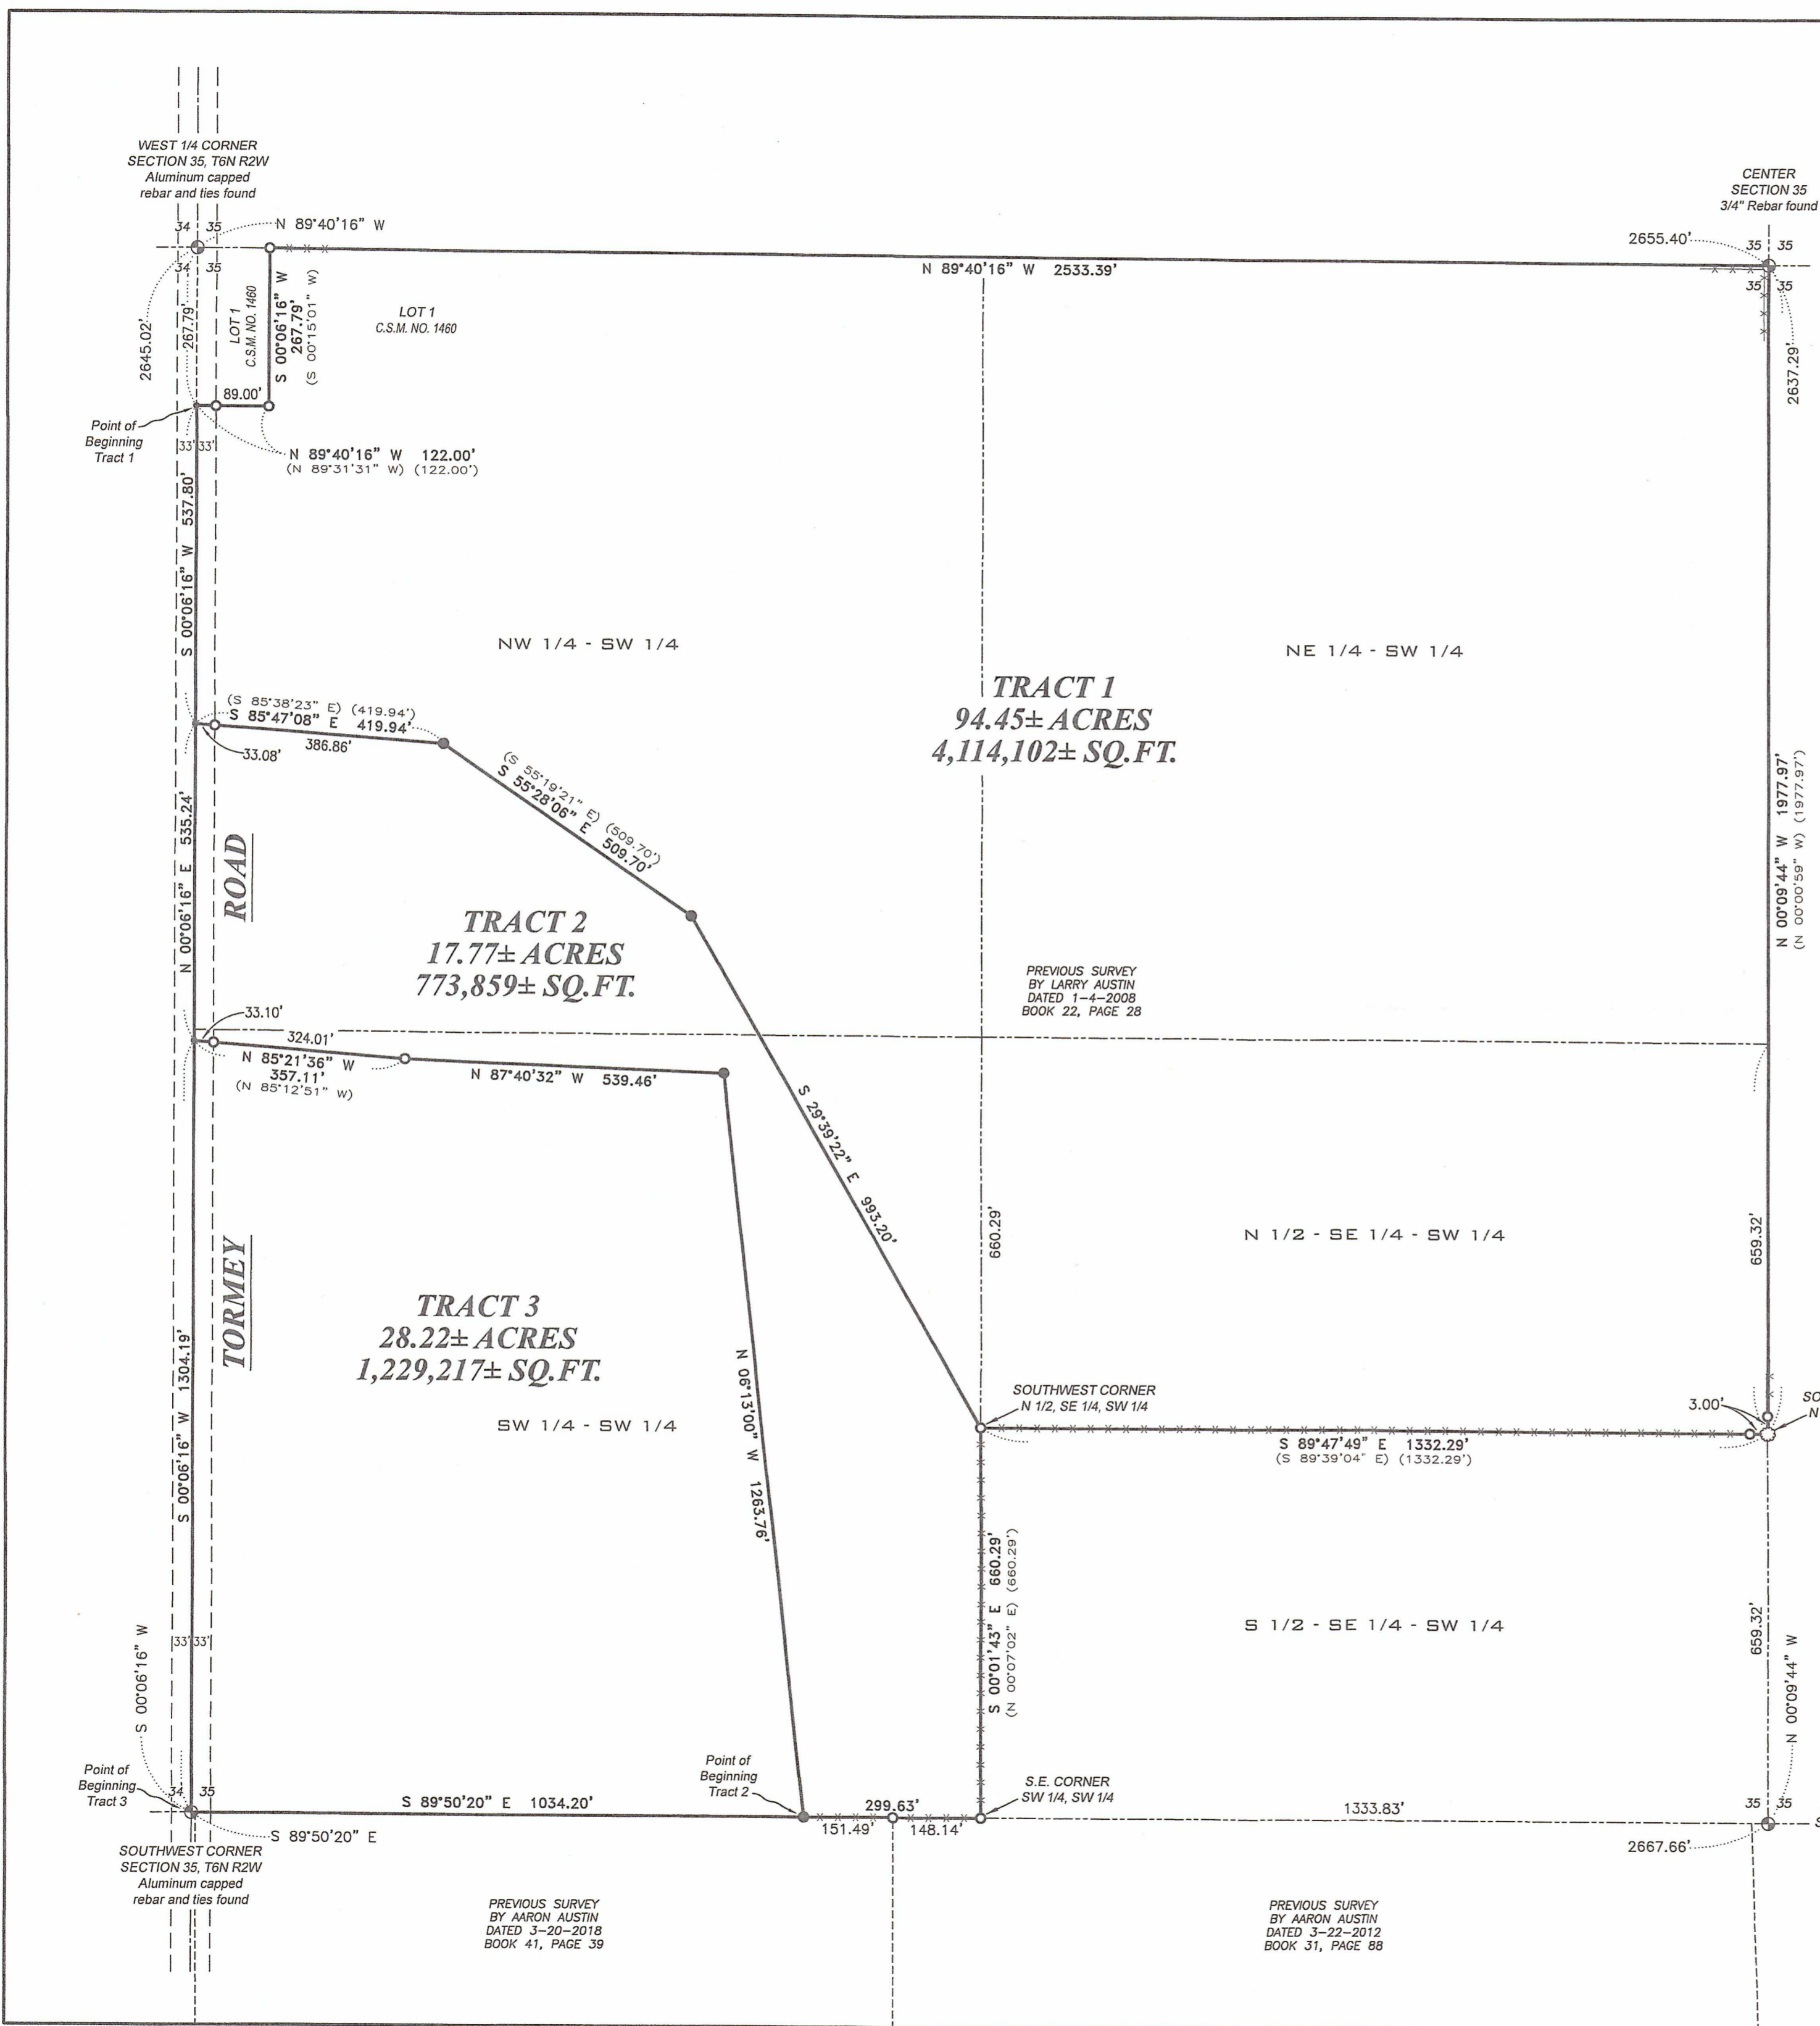 WEST 1/4 CORNER
SECTION 35, T6N R2W
Aluminum capped
rebar and ties found
CENTER
SECTION 35
3/4" Rebar found
34 35
N 89°40'16" W
2655.40'
35 35
34 35
35 35
N 89°40'16" W 2533.39'
2645.02'
267.79'
LOT 1
C.S.M. NO. 1460
S 00°06'16" W
267.79'
(S 00°15'01" W)
LOT 1
C.S.M. NO. 1460
2637.29'
89.00'
Point of
Beginning
Tract 1
33' 33'
N 89°40'16" W 122.00'
(N 89°31'31" W) (122.00')
S 00°06'16" W 537.80'
NW 1/4 - SW 1/4
NE 1/4 - SW 1/4
TRACT 1
94.45± ACRES
4,114,102± SQ.FT.
(S 85°38'23" E) (419.94')
S 85°47'08" E 419.94'
386.86'
33.08'
(S 55°19'21" E) (509.70')
S 55°28'06" E 509.70'
N 00°09'44" W 1977.97'
(N 00°00'59" W) (1977.97')
N 00°06'16" E 535.24'
ROAD
TRACT 2
17.77± ACRES
773,859± SQ.FT.
PREVIOUS SURVEY
BY LARRY AUSTIN
DATED 1-4-2008
BOOK 22, PAGE 28
33.10'
324.01'
N 85°21'36" W
357.11'
(N 85°12'51" W)
N 87°40'32" W 539.46'
S 29°39'22" E 993.20'
660.29'
N 1/2 - SE 1/4 - SW 1/4
659.32'
TORMEY
TRACT 3
28.22± ACRES
1,229,217± SQ.FT.
S 00°06'16" W 1304.19'
N 06°13'00" W 1263.76'
SW 1/4 - SW 1/4
SOUTHWEST CORNER
N 1/2, SE 1/4, SW 1/4
3.00'
SO
N
S 89°47'49" E 1332.29'
(S 89°39'04" E) (1332.29')
S 00°01'43" E 660.29'
(N 00°07'02" E) (660.29')
S 1/2 - SE 1/4 - SW 1/4
659.32'
N 00°09'44" W
S 00°06'16" W
33' 33'
Point of
Beginning
Tract 3
34 35
Point of
Beginning
Tract 2
S.E. CORNER
SW 1/4, SW 1/4
S 89°50'20" E 1034.20'
299.63'
1333.83'
35 35
151.49'
148.14'
S
S 89°50'20" E
2667.66'
SOUTHWEST CORNER
SECTION 35, T6N R2W
Aluminum capped
rebar and ties found
PREVIOUS SURVEY
BY AARON AUSTIN
DATED 3-20-2018
BOOK 41, PAGE 39
PREVIOUS SURVEY
BY AARON AUSTIN
DATED 3-22-2012
BOOK 31, PAGE 88